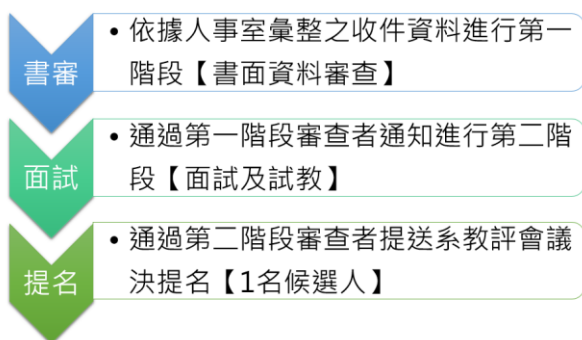 書審
• 依據人事室彙整之收件資料進行第一
階段【書面資料審查】
面試
• 通過第一階段審查者通知進行第二階
段【面試及試教】
提名
• 通過第二階段審查者提送系教評會議
決提名【1名候選人】